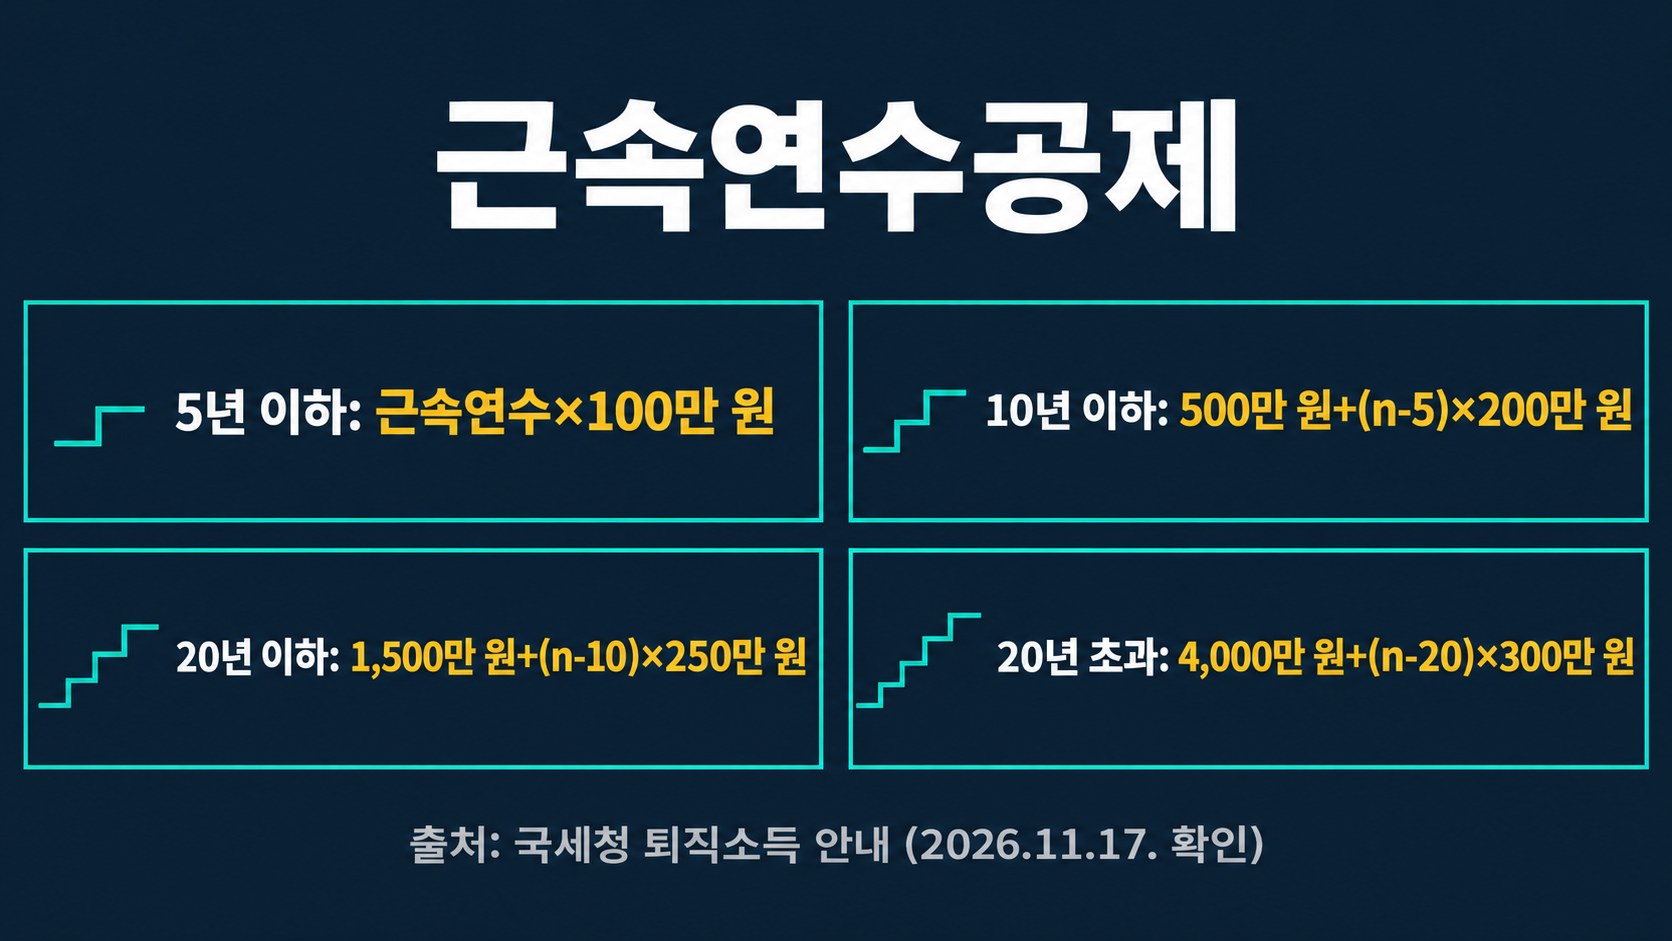 근속연수공제
5년 이하: 근속연수×100만 원
10년 이하: 500만 원+(n-5)×200만 원
20년 이하: 1,500만 원+(n-10)×250만 원
20년 초과: 4,000만 원+(n-20)×300만 원
출처: 국세청 퇴직소득 안내 (2026.11.17. 확인)